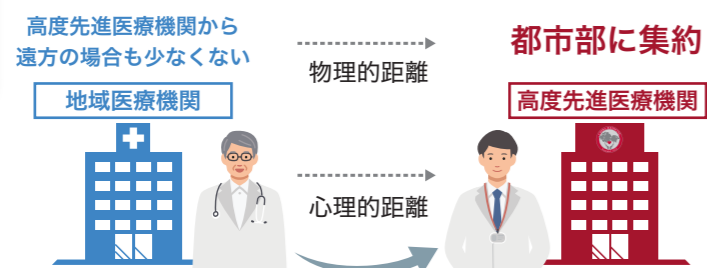 高度先進医療機関から
遠方の場合も少なくない
地域医療機関
物理的距離
心理的距離
都市部に集約
高度先進医療機関